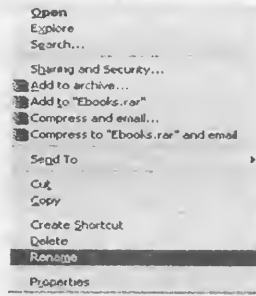 Open
Explore
Search...
Sharing and Security...
Add to archive...
Add to "Ebooks.rar"
Compress and email...
Compress to "Ebooks.rar" and email
Send To
Cut
Copy
Create Shortcut
Delete
Rename
Properties